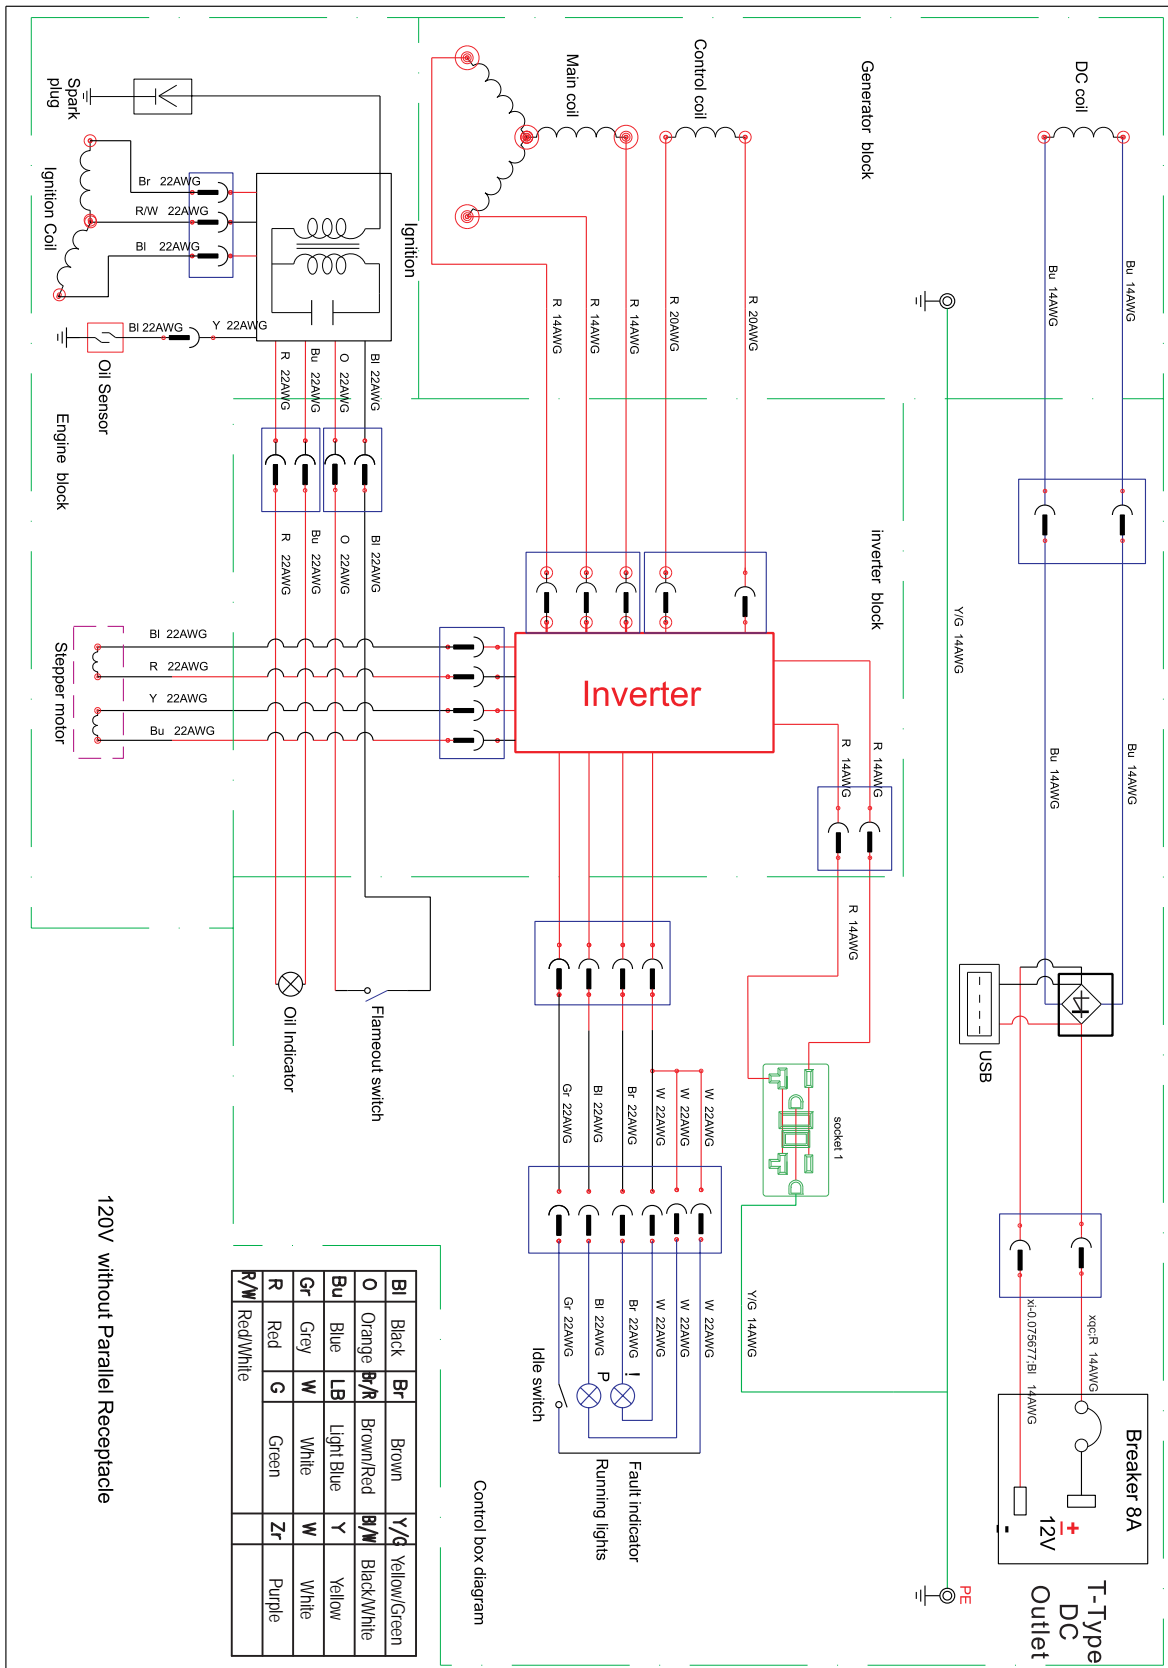 DC coil
Generator block
Control coil
Main coil
Spark
plug
Ignition Coil
Ignition
Br 22AWG
R/W 22AWG
Bl 22AWG
Bl 22AWG
Y 22AWG
Oil Sensor
Engine block
R 22AWG
Bu 22AWG
O 22AWG
Bl 22AWG
R 14AWG
R 14AWG
R 14AWG
R 20AWG
R 20AWG
Bu 14AWG
Bu 14AWG
R 22AWG
Bu 22AWG
O 22AWG
Bl 22AWG
inverter block
Y/G 14AWG
Stepper motor
Bl 22AWG
R 22AWG
Y 22AWG
Bu 22AWG
Inverter
R 14AWG
R 14AWG
Bu 14AWG
Bu 14AWG
R 14AWG
Oil Indicator
Flameout switch
USB
socket 1
Gr 22AWG
Bl 22AWG
Br 22AWG
W 22AWG
W 22AWG
W 22AWG
Y/G 14AWG
Gr 22AWG
Bl 22AWG
Br 22AWG
W 22AWG
W 22AWG
W 22AWG
xi-0.075677;Bl 14AWG
xqc;R 14AWG
Idle switch
P
!
Running lights
Fault indicator
Breaker 8A
+
-
12V
T-Type
DC
Outlet
PE
Control box diagram
Bl Black Br Brown Y/G Yellow/Green
O Orange Br/R Brown/Red Bl/W Black/White
Bu Blue LB Light Blue Y Yellow
Gr Grey W White W White
R Red G Green Zr Purple
R/W Red/White
120V without Parallel Receptacle